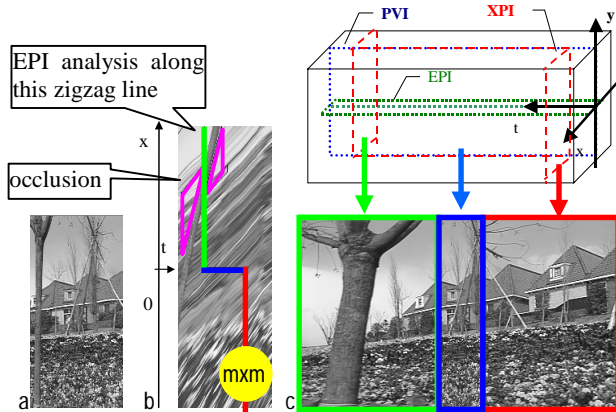 EPI analysis along
this zigzag line
x
occlusion
t
0
mxm
a
b
PVI
XPI
y
EPI
t
x
c